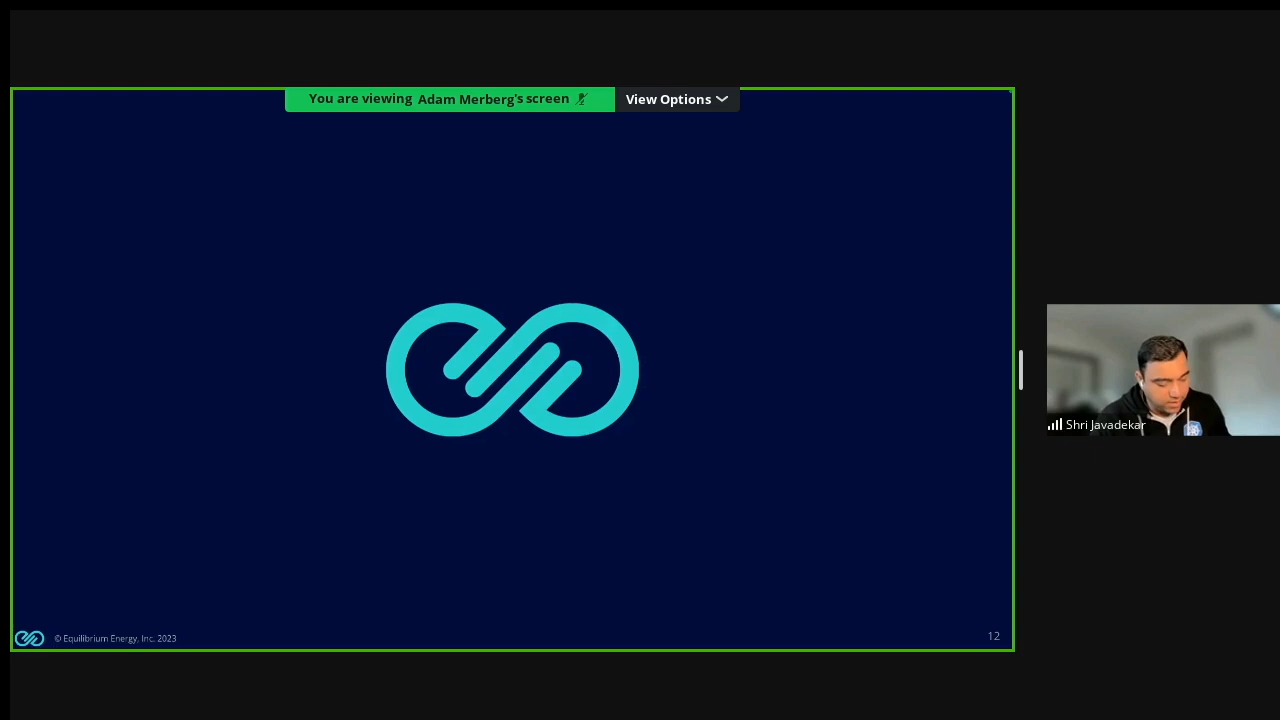 You are viewing Adam Merberg's screen View Options
Shri Javadekar
© Equilibrium Energy, Inc. 2023
12